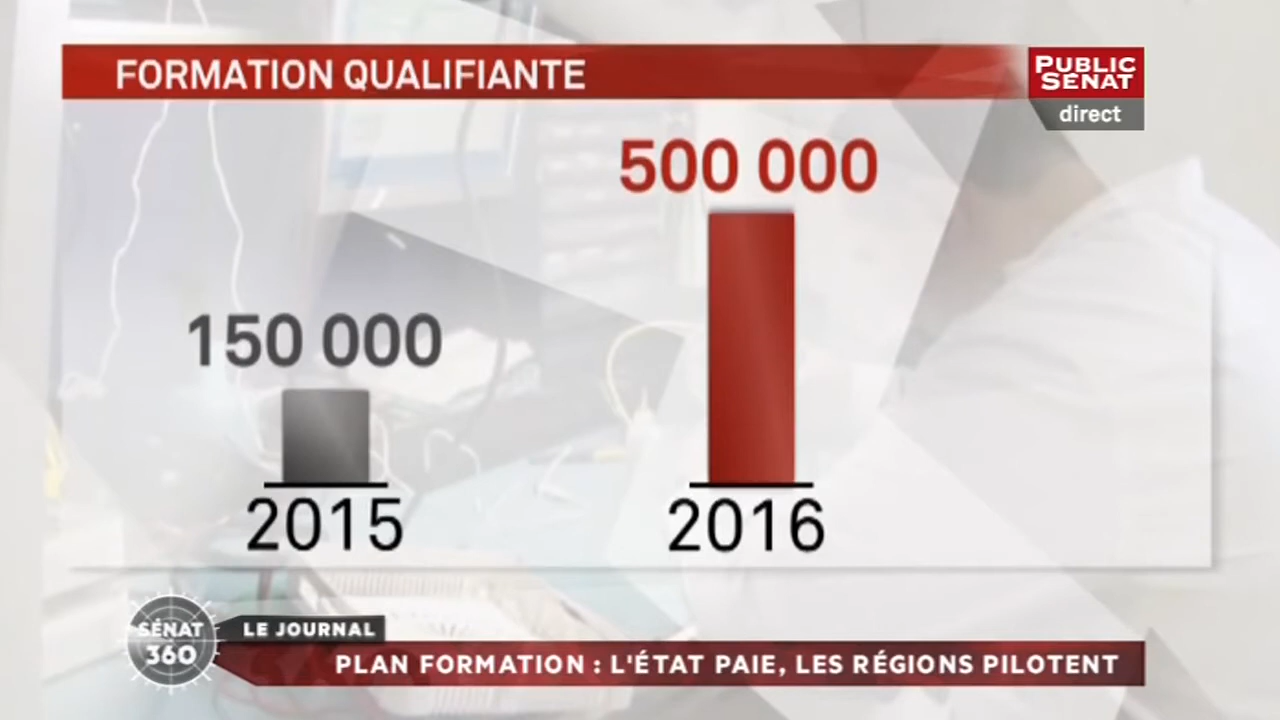 FORMATION QUALIFIANTE
PUBLIC
SÉNAT
direct
500 000
150 000
2015
2016
SÉNAT
360
LE JOURNAL
PLAN FORMATION : L'ÉTAT PAIE, LES RÉGIONS PILOTENT